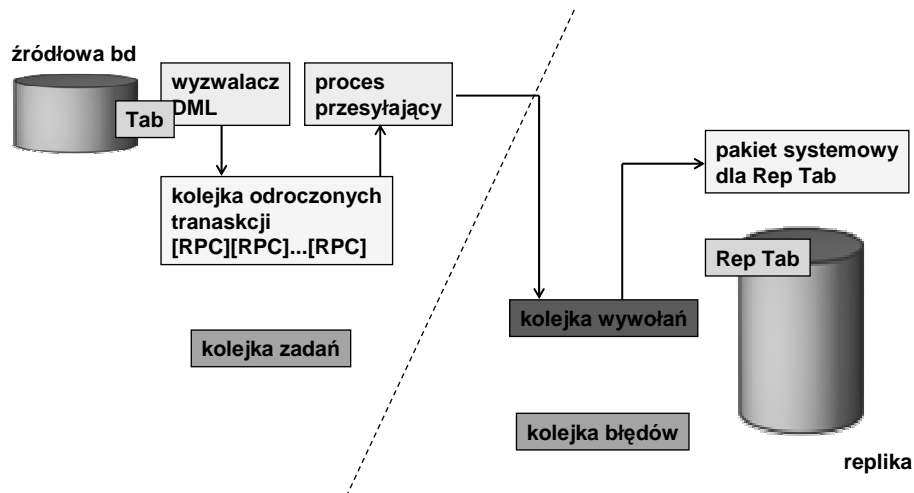 źródłowa bd
Tab
wyzwalacz
DML
proces
przesyłający
kolejka odroczonych
tranaskcji
[RPC][RPC]...[RPC]
kolejka zadań
pakiet systemowy
dla Rep Tab
Rep Tab
kolejka wywołań
kolejka błędów
replika